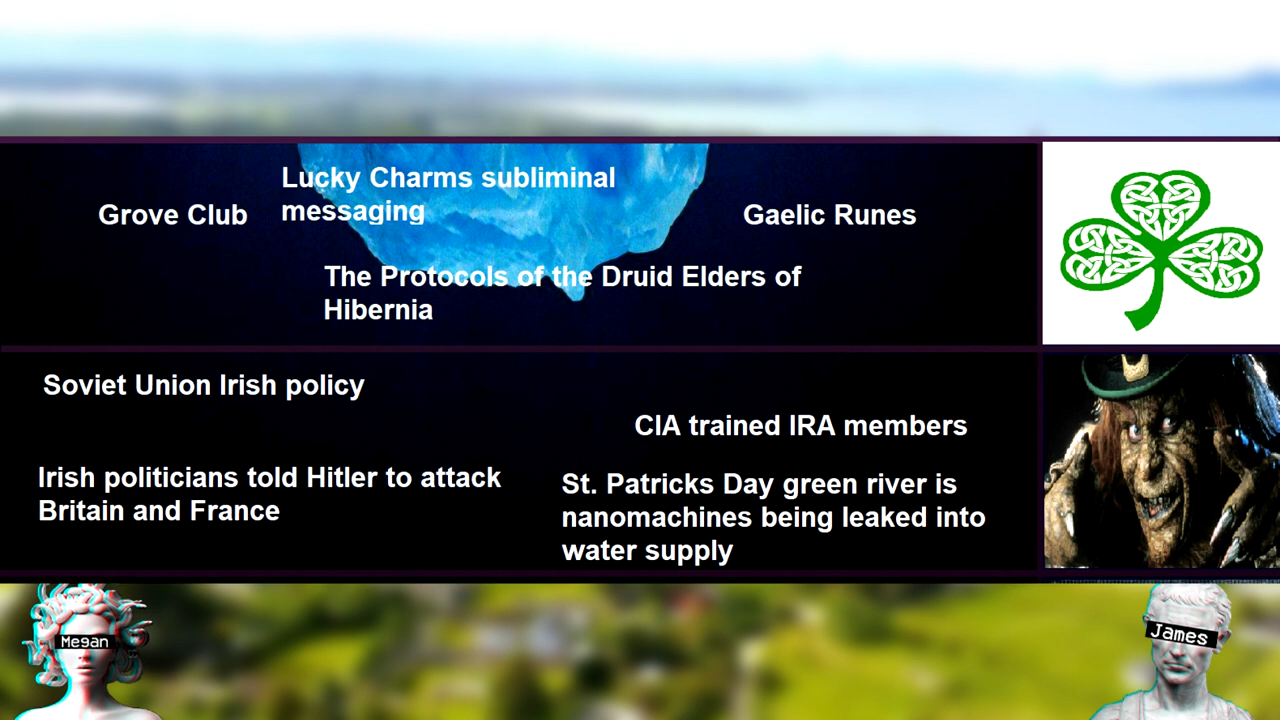 Lucky Charms subliminal
messaging
Grove Club
Gaelic Runes
The Protocols of the Druid Elders of
Hibernia
Soviet Union Irish policy
CIA trained IRA members
Irish politicians told Hitler to attack
Britain and France
St. Patricks Day green river is
nanomachines being leaked into
water supply
Megan
James